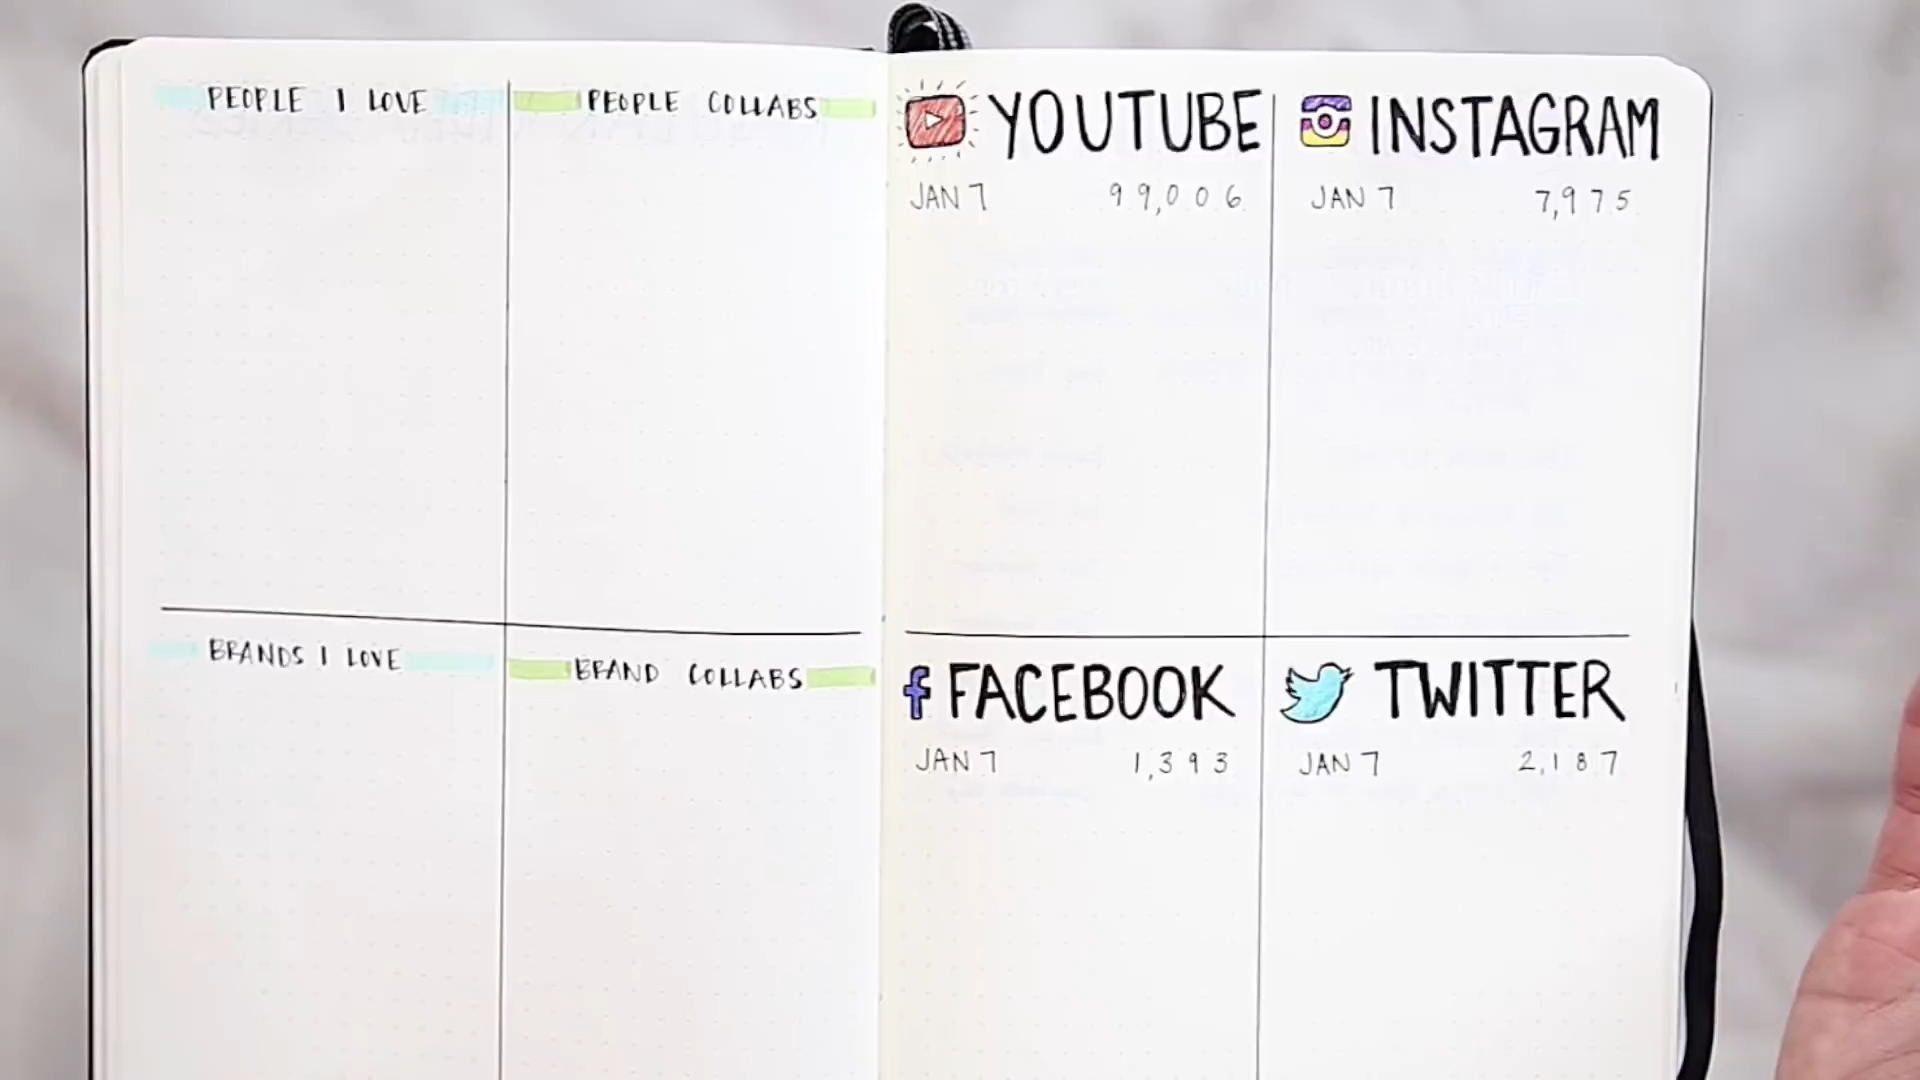 PEOPLE I LOVE
PEOPLE COLLABS
BRANDS I LOVE
BRAND COLLABS
YOUTUBE
JAN 7 99,006
INSTAGRAM
JAN 7 7,975
f FACEBOOK
JAN 7 1,393
TWITTER
JAN 7 2,187